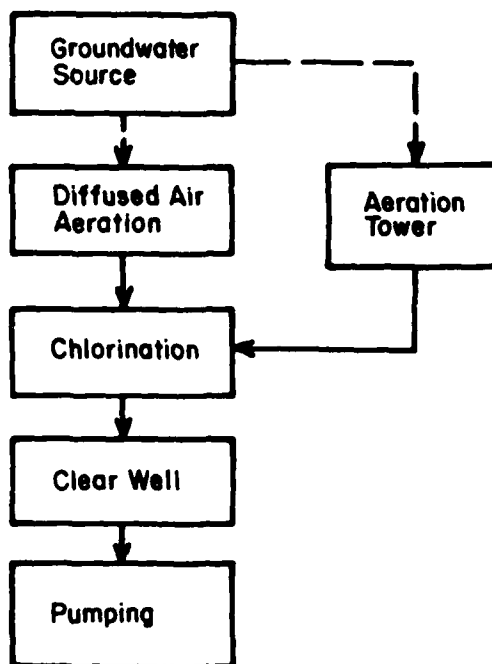 Groundwater
Source
Diffused Air
Aeration
Aeration
Tower
Chlorination
Clear Well
Pumping